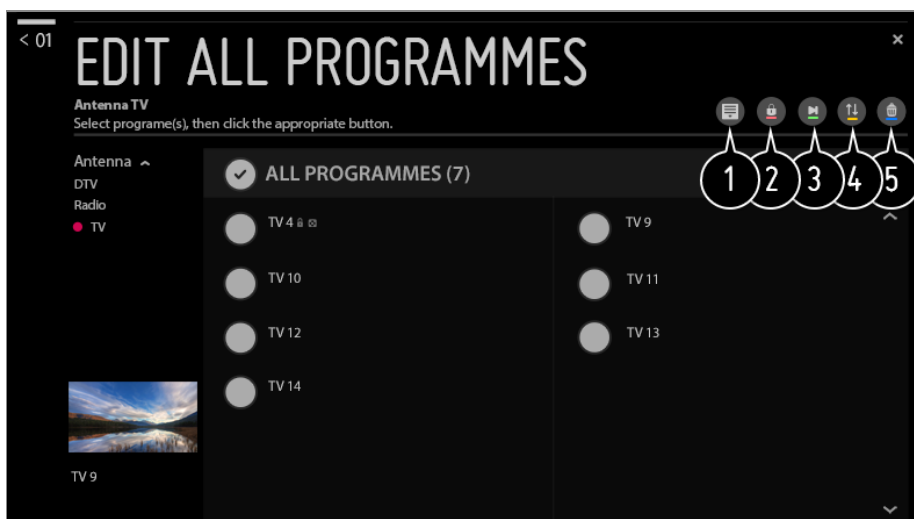 < 01
EDIT ALL PROGRAMMES
×
Antenna TV
Select programe(s), then click the appropriate button.
1 2 3 4 5
Antenna
DTV
Radio
TV
ALL PROGRAMMES (7)
TV 4
TV 9
TV 10
TV 11
TV 12
TV 13
TV 14
TV 9